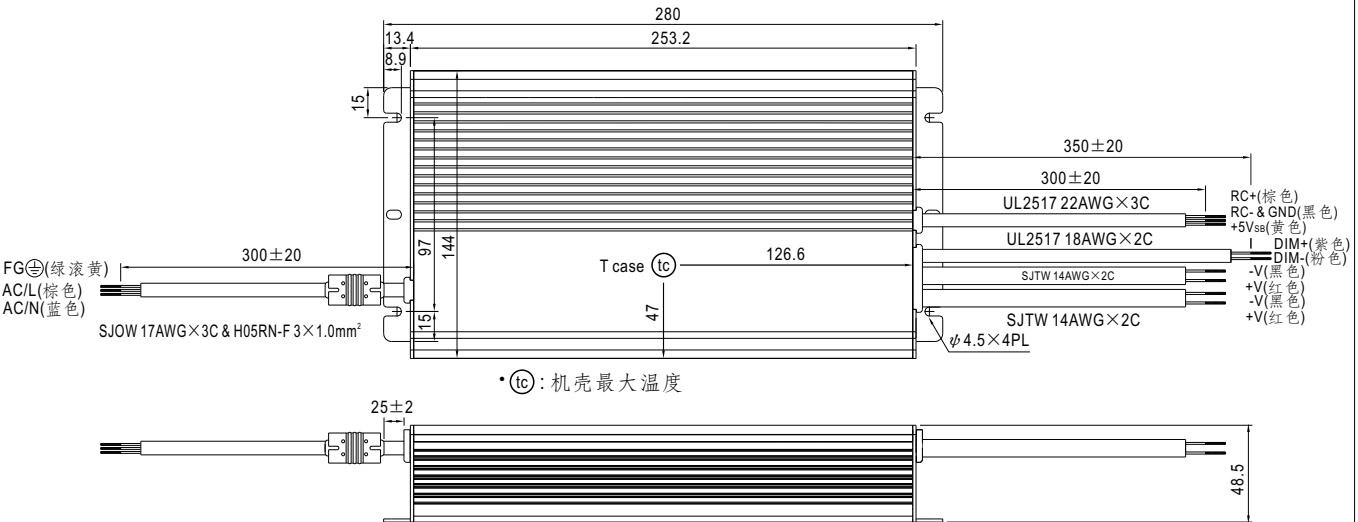 280
13.4
253.2
8.9
15
350±20
300±20
UL2517 22AWG×3C
RC+(棕色)
RC- & GND(黑色)
+5VSB(黄色)
UL2517 18AWG×2C
DIM+(紫色)
DIM-(粉色)
97
144
T case tc
126.6
300±20
FG(绿滚黄)
AC/L(棕色)
AC/N(蓝色)
SJTW 14AWG×2C
-V(黑色)
+V(红色)
-V(黑色)
+V(红色)
SJOW 17AWG×3C & H05RN-F 3×1.0mm²
15
47
SJTW 14AWG×2C
ψ4.5×4PL
•tc:机壳最大温度
25±2
48.5